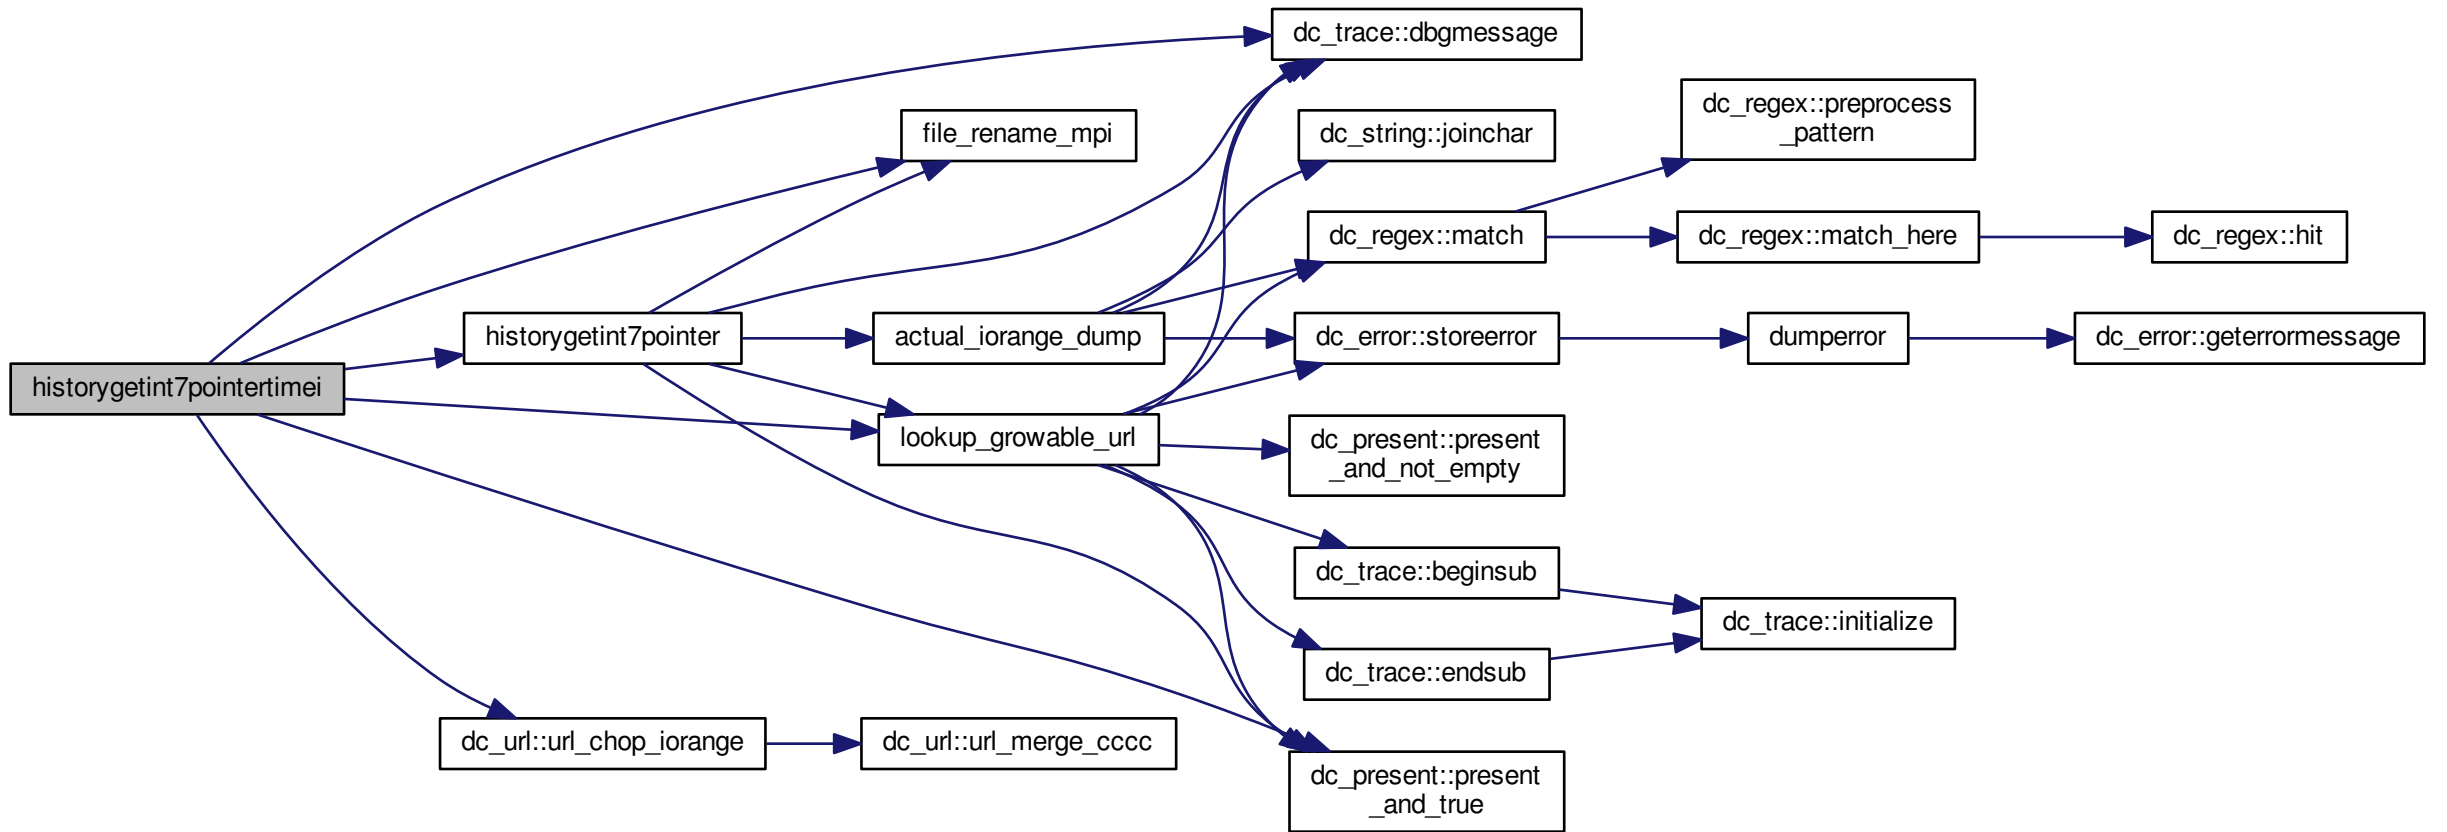 historygetint7pointertimei
dc_trace::dbgmessage
file_rename_mpi
historygetint7pointer
actual_iorange_dump
lookup_growable_url
dc_url::url_chop_iorange
dc_url::url_merge_cccc
dc_string::joinchar
dc_regex::match
dc_regex::preprocess
_pattern
dc_regex::match_here
dc_regex::hit
dc_error::storeerror
dumperror
dc_error::geterrormessage
dc_present::present
_and_not_empty
dc_trace::beginsub
dc_trace::initialize
dc_trace::endsub
dc_present::present
_and_true